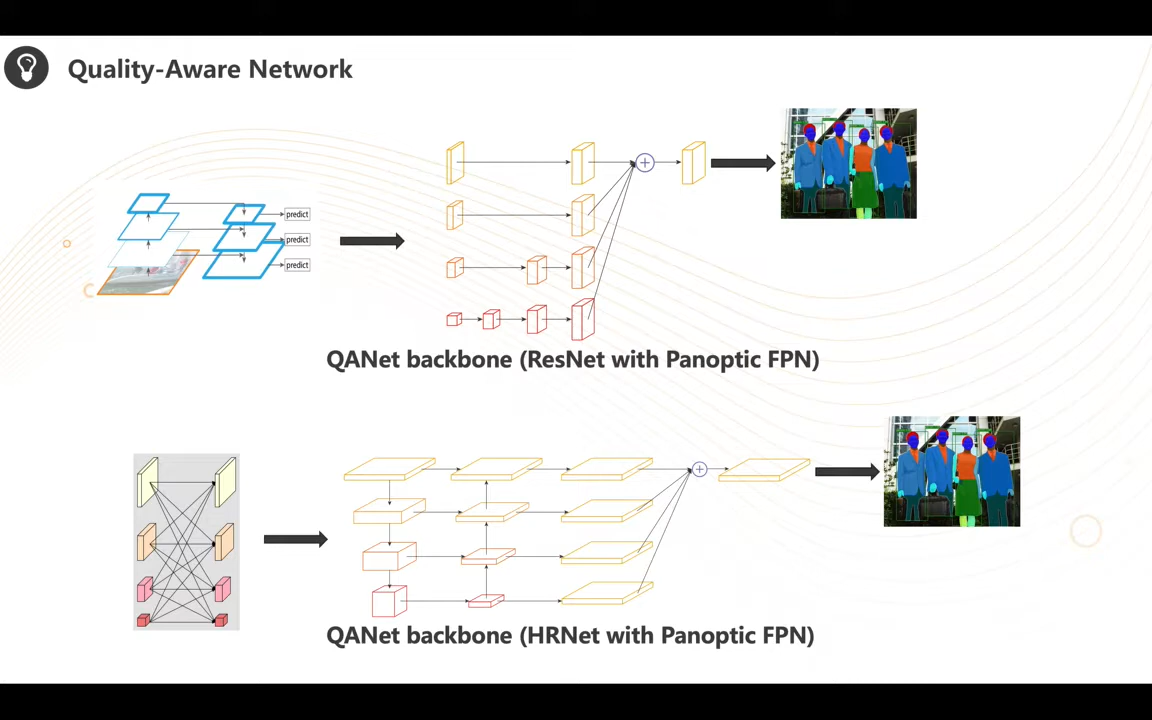 Quality-Aware Network
predict
predict
predict
QANet backbone (ResNet with Panoptic FPN)
QANet backbone (HRNet with Panoptic FPN)